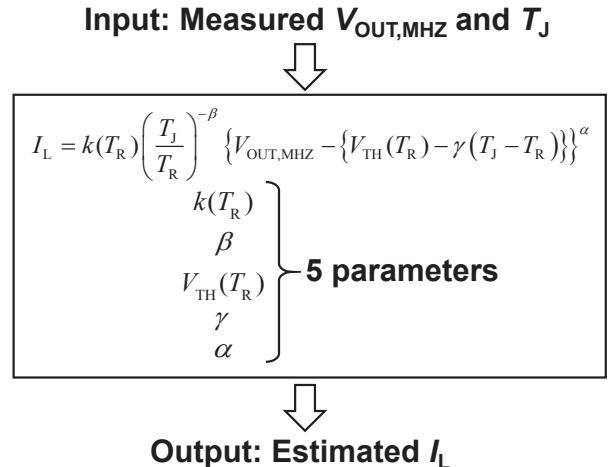 Input: Measured V_OUT,MHZ and T_J
I_L = k(T_R)(T_J/T_R)^{-β} {V_OUT,MHZ − {V_TH(T_R) − γ(T_J − T_R)}}^α
k(T_R)
β
V_TH(T_R)
γ
α
5 parameters
Output: Estimated I_L